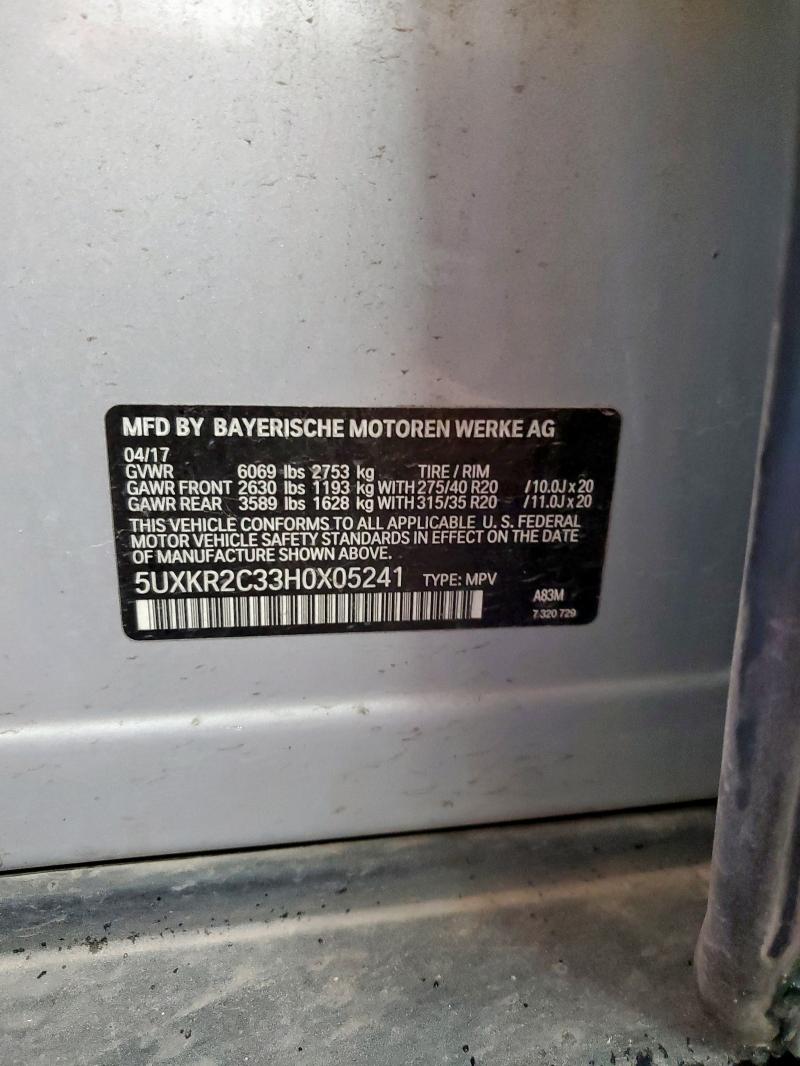 MFD BY BAYERISCHE MOTOREN WERKE AG
04/17
GVWR 6069 lbs 2753 kg TIRE / RIM
GAWR FRONT 2630 lbs 1193 kg WITH 275/40 R20 /10.0J x 20
GAWR REAR 3589 lbs 1628 kg WITH 315/35 R20 /11.0J x 20
THIS VEHICLE CONFORMS TO ALL APPLICABLE U.S. FEDERAL
MOTOR VEHICLE SAFETY STANDARDS IN EFFECT ON THE DATE
OF MANUFACTURE SHOWN ABOVE.
5UXKR2C33H0X05241 TYPE: MPV
A83M
7 320 729